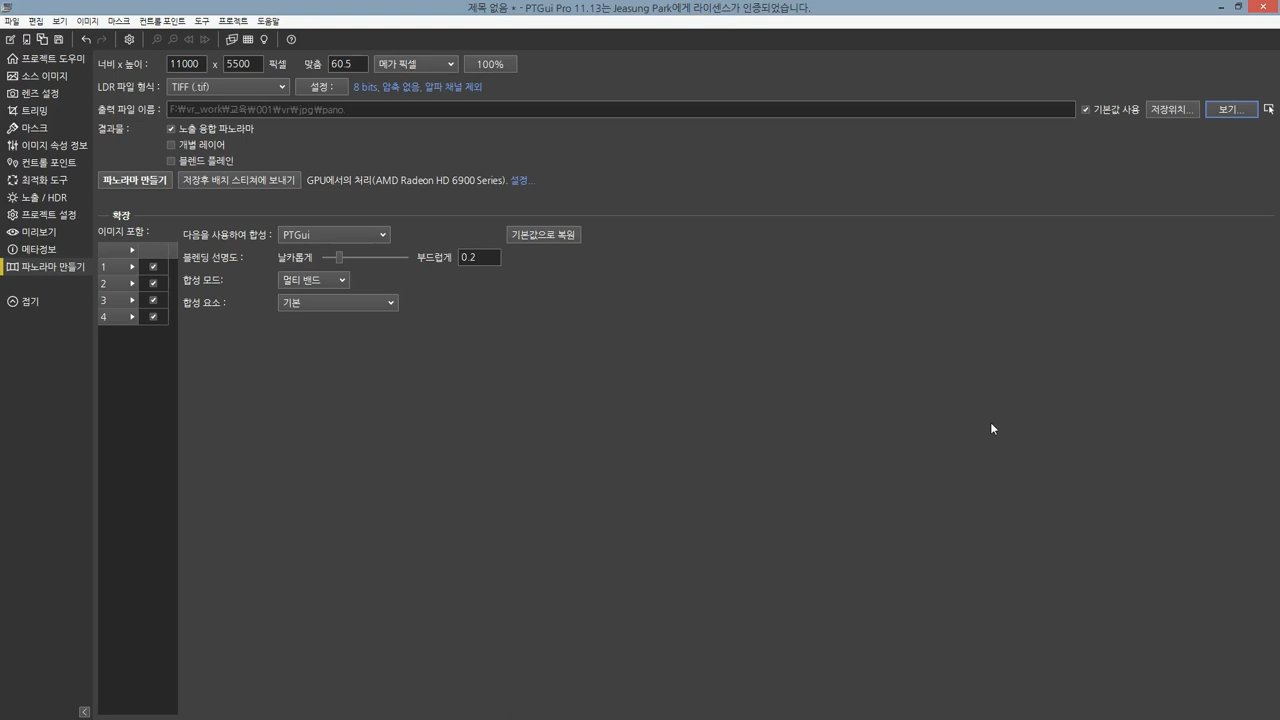 제목 없음 * - PTGui Pro 11.13는 Jeasung Park에게 라이센스가 인증되었습니다.
파일 편집 보기 이미지 마스크 컨트롤 포인트 도구 프로젝트 도움말
프로젝트 도우미
소스 이미지
렌즈 설정
트리밍
마스크
이미지 속성 정보
컨트롤 포인트
최적화 도구
노출 / HDR
프로젝트 설정
미리보기
메타정보
파노라마 만들기
접기
너비 x 높이 : 11000 x 5500 픽셀 맞춤 60.5 메가 픽셀 100%
LDR 파일 형식 : TIFF (.tif) 설정 : 8 bits, 압축 없음, 알파 채널 제외
출력 파일 이름 : F:₩vr_work₩교육₩001₩vr₩jpg₩pano. 기본값 사용 저장위치... 보기...
결과물 : 노출 융합 파노라마
개별 레이어
블렌드 플레인
파노라마 만들기 저장후 배치 스티쳐에 보내기 GPU에서의 처리(AMD Radeon HD 6900 Series). 설정...
확장
이미지 포함 :
1
2
3
4
다음을 사용하여 합성 : PTGui 기본값으로 복원
블렌딩 선명도 : 날카롭게 부드럽게 0.2
합성 모드: 멀티 밴드
합성 요소 : 기본